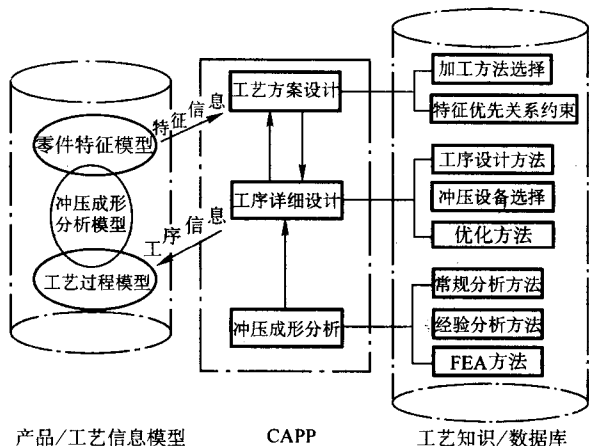 零件特征模型
冲压成形
分析模型
工艺过程模型
特征信息
工序信息
工艺方案设计
工序详细设计
冲压成形分析
加工方法选择
特征优先关系约束
工序设计方法
冲压设备选择
优化方法
常规分析方法
经验分析方法
FEA方法
产品/工艺信息模型
CAPP
工艺知识/数据库